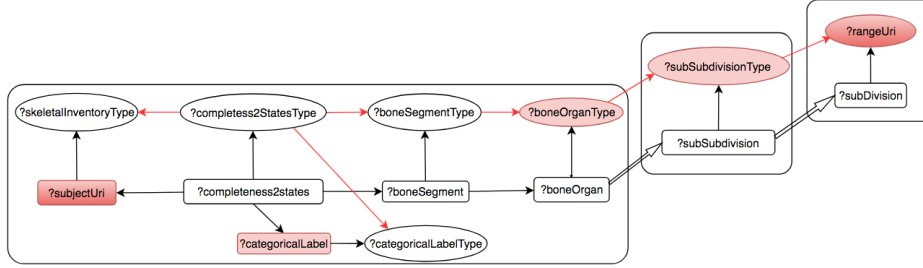 ?rangeUri
?subSubdivisionType
?subDivision
?skeletalInventoryType
?completess2StatesType
?boneSegmentType
?boneOrganType
?subSubdivision
?subjectUri
?completeness2states
?boneSegment
?boneOrgan
?categoricalLabel
?categoricalLabelType